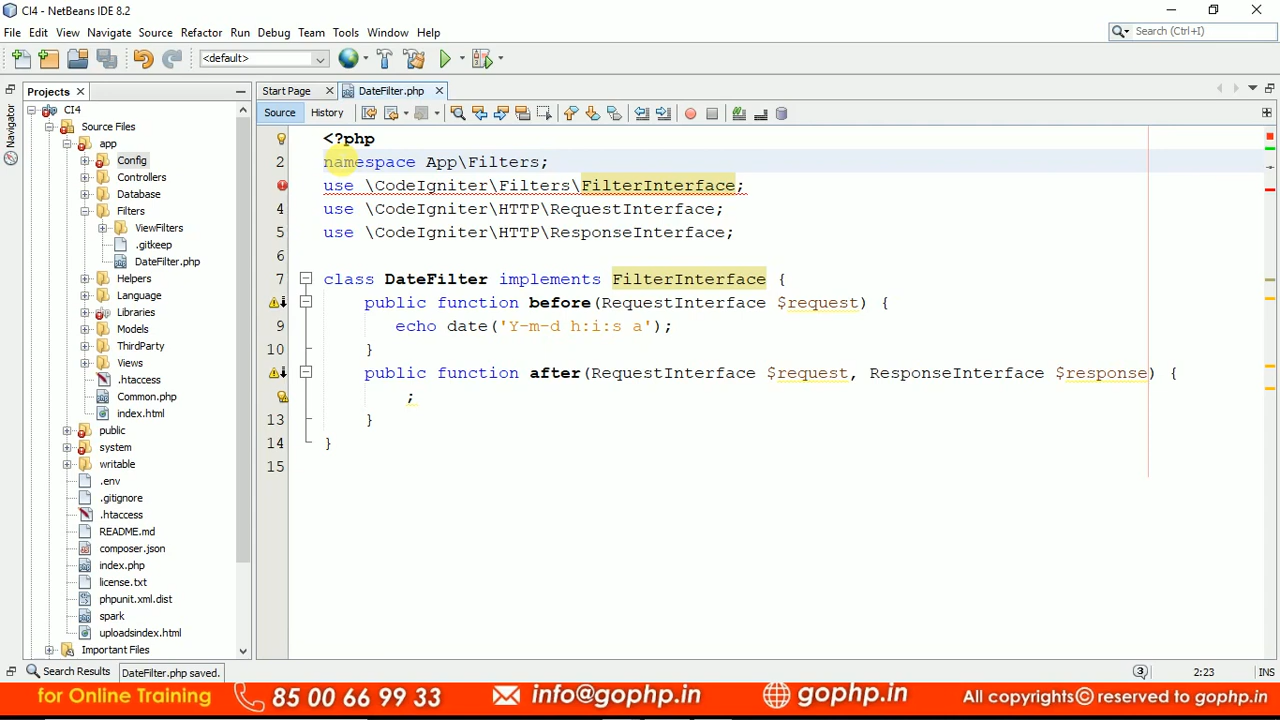 CI4 - NetBeans IDE 8.2
File Edit View Navigate Source Refactor Run Debug Team Tools Window Help
Search (Ctrl+I)
<default>
Projects
Start Page
DateFilter.php
Source
History
Navigator
CI4
Source Files
app
Config
Controllers
Database
Filters
ViewFilters
.gitkeep
DateFilter.php
Helpers
Language
Libraries
Models
ThirdParty
Views
.htaccess
Common.php
index.html
public
system
writable
.env
.gitignore
.htaccess
README.md
composer.json
index.php
license.txt
phpunit.xml.dist
spark
uploadsindex.html
Important Files
<?php
2 namespace App\Filters;
use \CodeIgniter\Filters\FilterInterface;
4 use \CodeIgniter\HTTP\RequestInterface;
5 use \CodeIgniter\HTTP\ResponseInterface;
6
7 class DateFilter implements FilterInterface {
public function before(RequestInterface $request) {
9 echo date('Y-m-d h:i:s a');
10 }
public function after(RequestInterface $request, ResponseInterface $response) {
;
13 }
14 }
15
Search Results
DateFilter.php saved.
3
2:23
INS
for Online Training 85 00 66 99 33 info@gophp.in gophp.in All copyrights© reserved to gophp.in